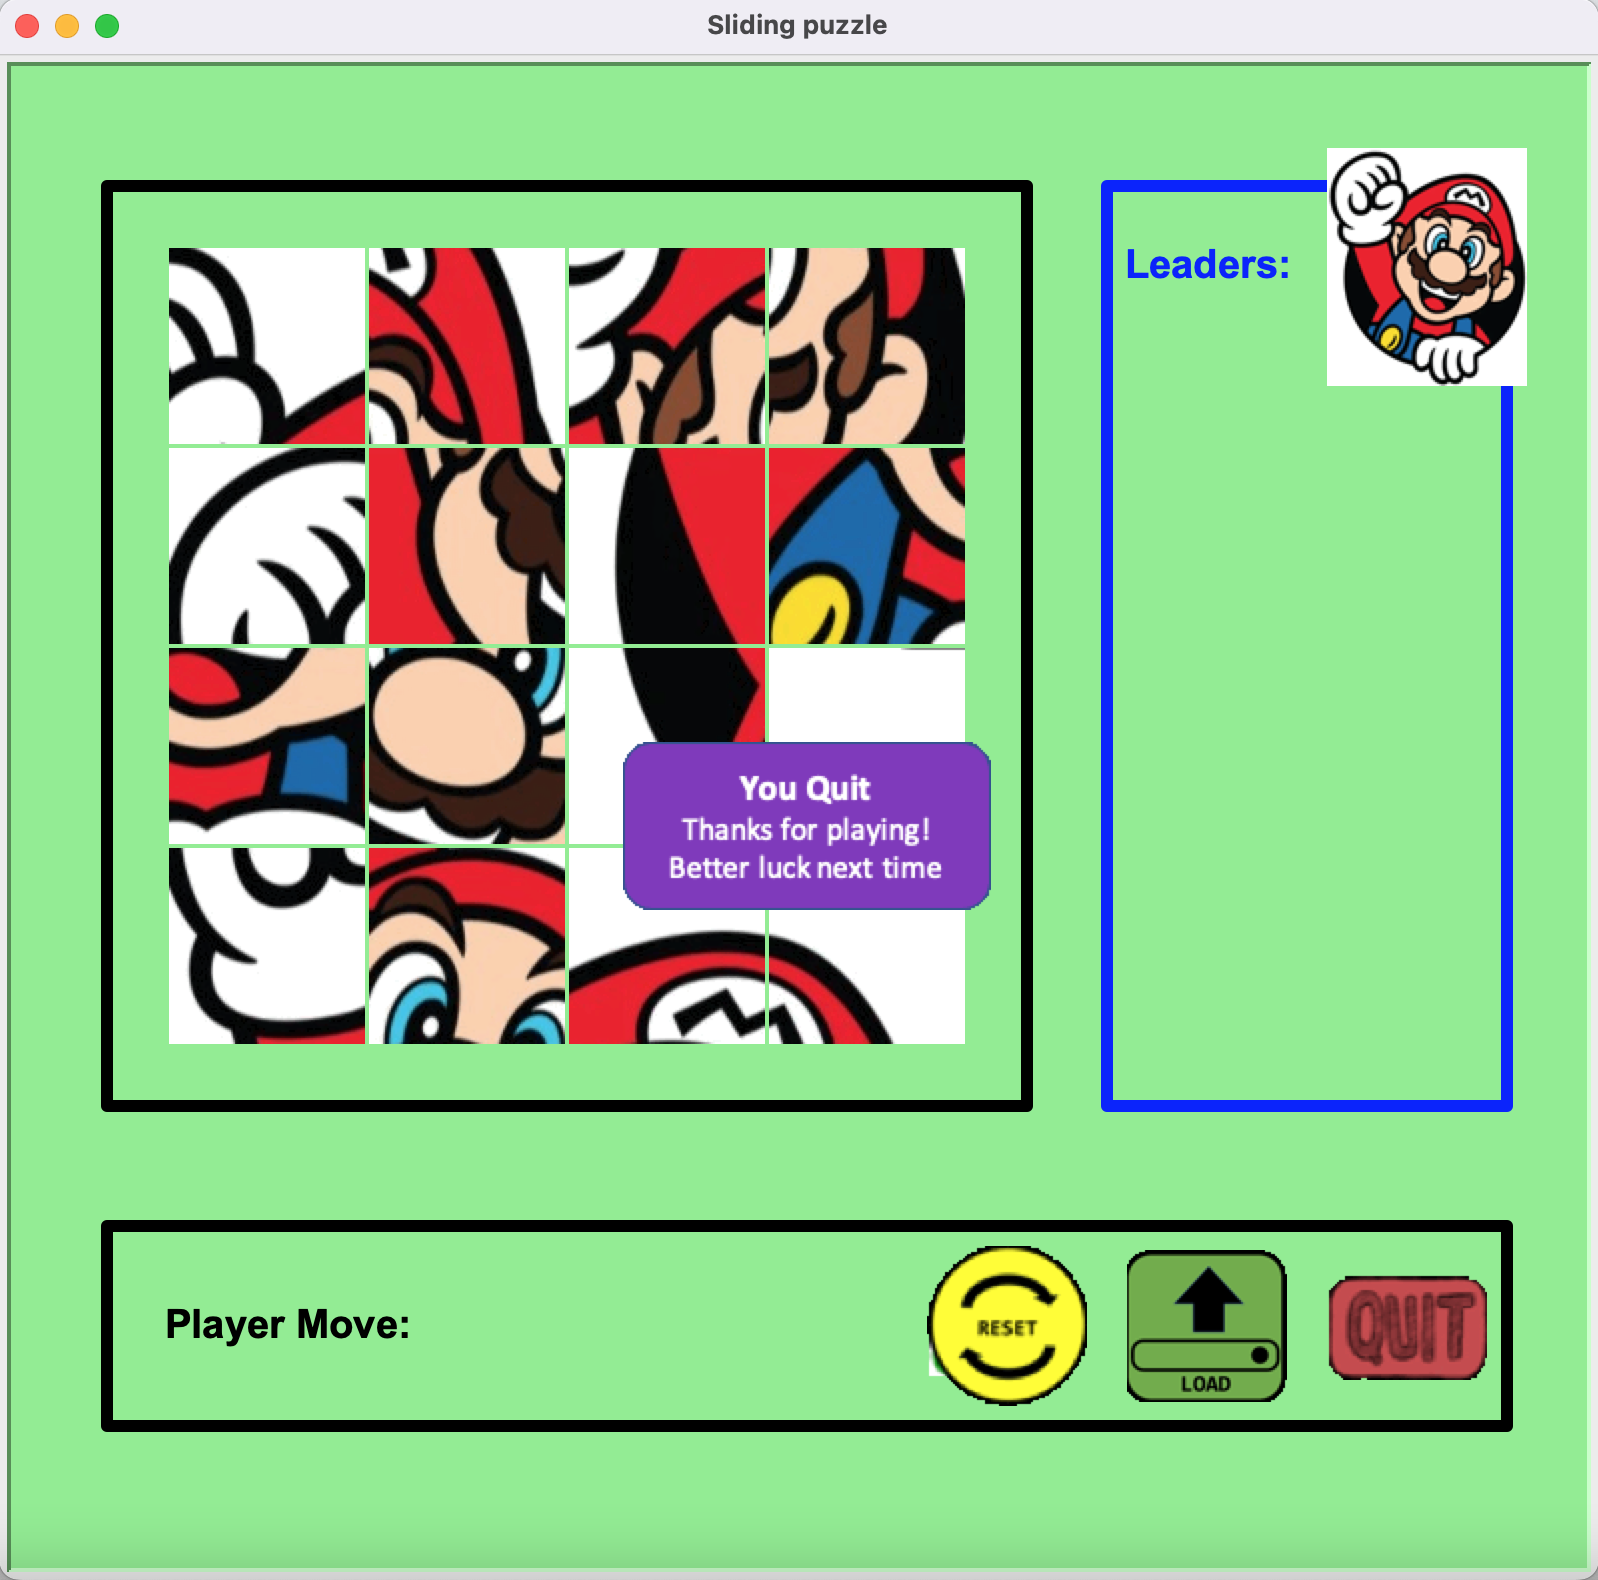 Sliding puzzle
Leaders:
You Quit
Thanks for playing!
Better luck next time
Player Move:
RESET
LOAD
QUIT